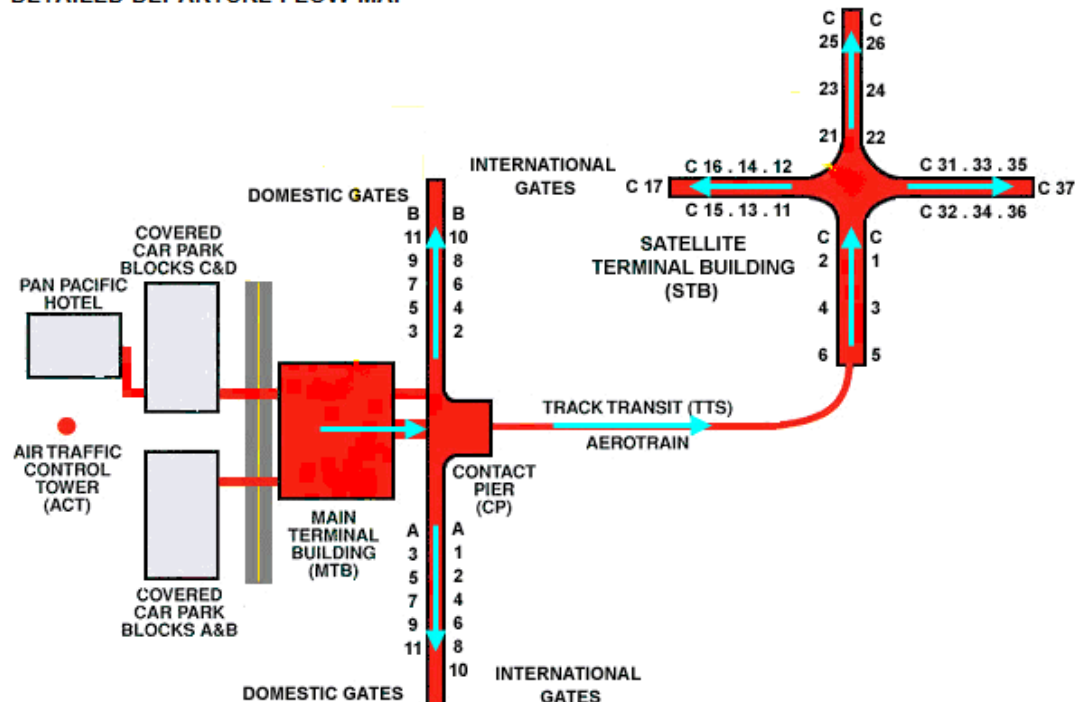 DETAILED DEPARTURE FLOW MAP
C C
25 26
23 24
21 22
INTERNATIONAL
GATES
C 16 . 14 . 12
C 31 . 33 . 35
C 17
C 37
C 15 . 13 . 11
C 32 . 34 . 36
DOMESTIC GATES
B B
11 10
9 8
7 6
5 4
3 2
SATELLITE
TERMINAL BUILDING
(STB)
C C
2 1
4 3
6 5
COVERED
CAR PARK
BLOCKS C&D
PAN PACIFIC
HOTEL
TRACK TRANSIT (TTS)
AEROTRAIN
AIR TRAFFIC
CONTROL
TOWER
(ACT)
CONTACT
PIER
(CP)
MAIN
TERMINAL
BUILDING
(MTB)
A A
3 1
5 2
7 4
9 6
11 8
10
COVERED
CAR PARK
BLOCKS A&B
DOMESTIC GATES
INTERNATIONAL
GATES